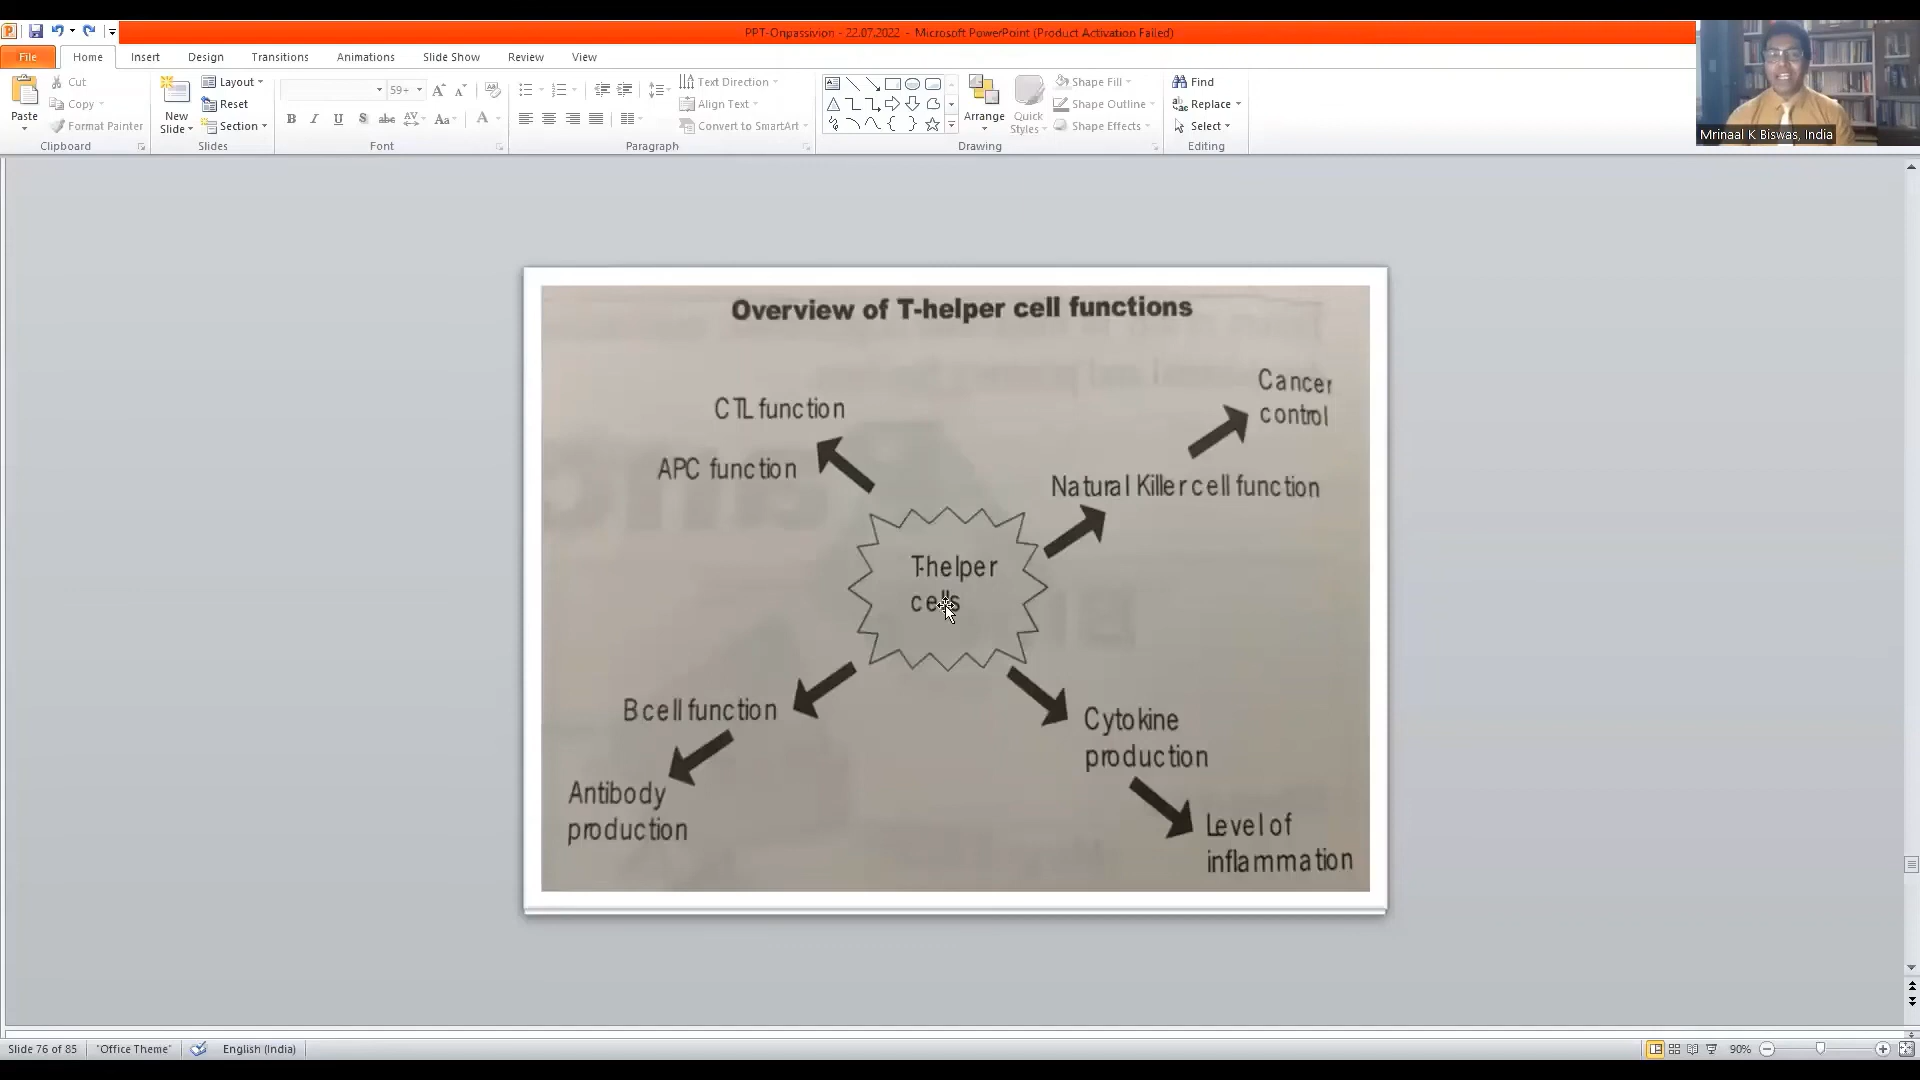 PPT-Onpassivion - 22.07.2022 - Microsoft PowerPoint (Product Activation Failed)
File Home Insert Design Transitions Animations Slide Show Review View
Paste
Cut
Copy
Format Painter
Clipboard
New
Slide
Layout
Reset
Section
Slides
59+
B I U S abc AV Aa A
Font
Text Direction
Align Text
Convert to SmartArt
Paragraph
Arrange
Quick
Styles
Shape Fill
Shape Outline
Shape Effects
Drawing
Find
Replace
Select
Editing
Mrinaal K Biswas, India
Overview of T-helper cell functions
CTL function
APC function
Cancer
control
Natural Killer cell function
T-helper
cells
B cell function
Antibody
production
Cytokine
production
Level of
inflammation
Slide 76 of 85 "Office Theme" English (India) 90%